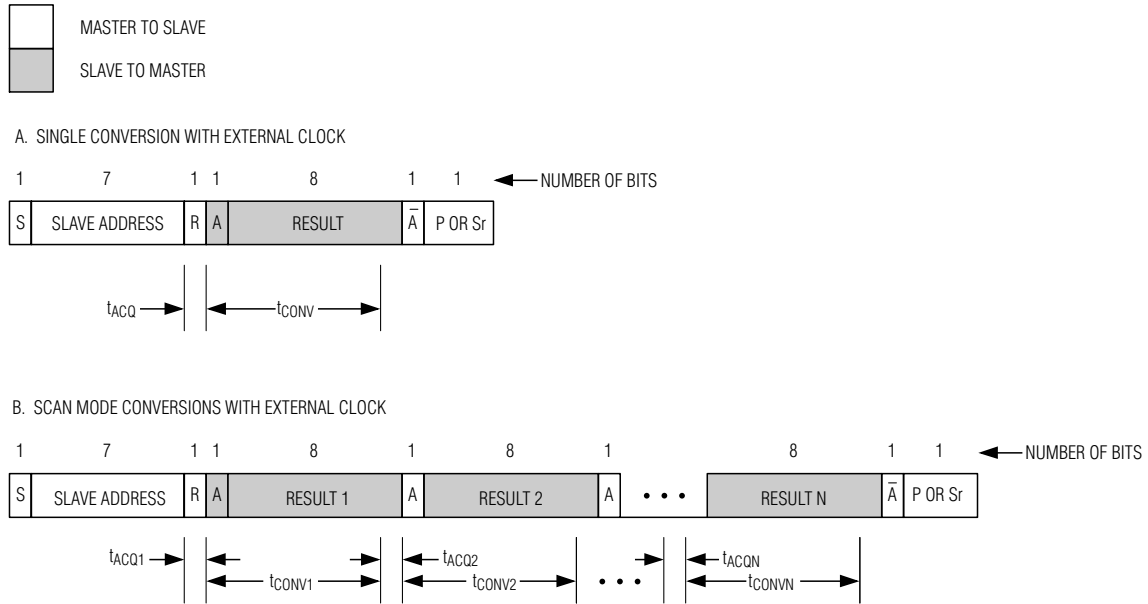 MASTER TO SLAVE
SLAVE TO MASTER
A. SINGLE CONVERSION WITH EXTERNAL CLOCK
1 7 1 1 8 1 1 NUMBER OF BITS
S SLAVE ADDRESS R A RESULT A̅ P OR Sr
tACQ tCONV
B. SCAN MODE CONVERSIONS WITH EXTERNAL CLOCK
1 7 1 1 8 1 8 1 8 1 1 NUMBER OF BITS
S SLAVE ADDRESS R A RESULT 1 A RESULT 2 A • • • RESULT N A̅ P OR Sr
tACQ1 tACQ2 tACQN
tCONV1 tCONV2 • • • tCONVN